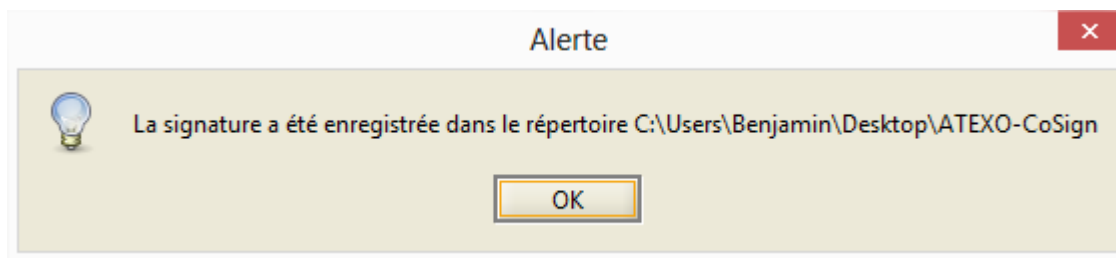 Alerte
La signature a été enregistrée dans le répertoire C:\Users\Benjamin\Desktop\ATEXO-CoSign
OK